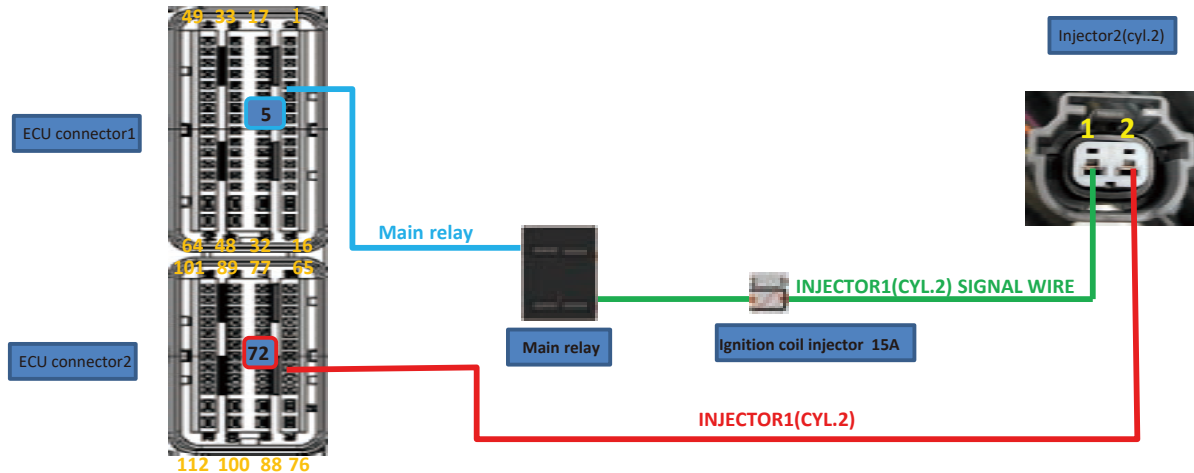 49 33 17 1
Injector2(cyl.2)
5
ECU connector1
1 2
Main relay
64 48 32 16
101 89 77 65
INJECTOR1(CYL.2) SIGNAL WIRE
Main relay
Ignition coil injector 15A
72
ECU connector2
INJECTOR1(CYL.2)
112 100 88 76